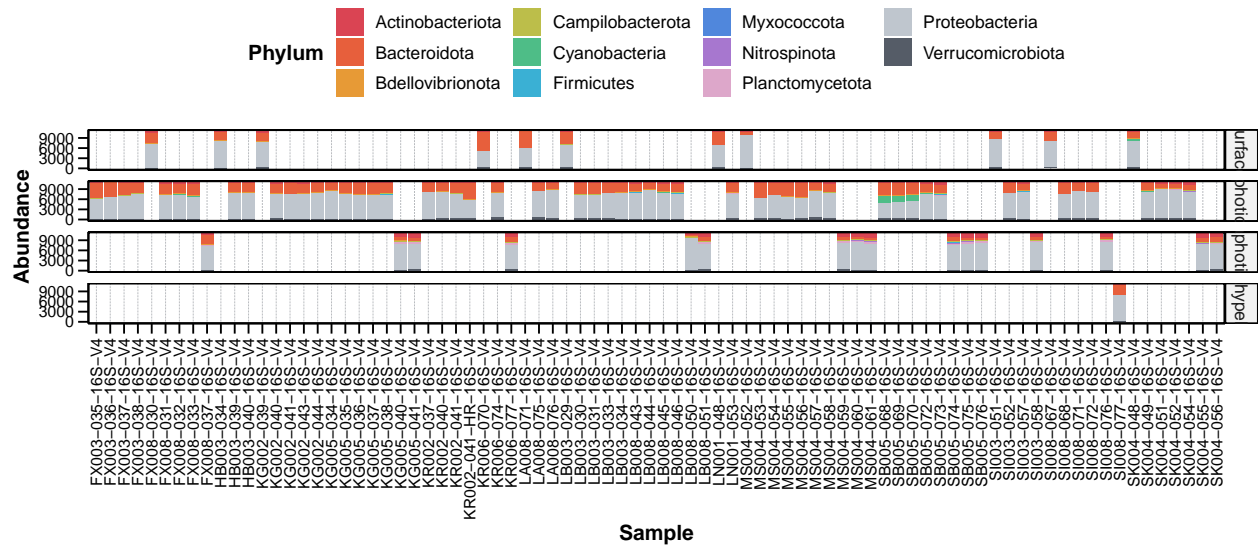 Phylum
Actinobacteriota
Bacteroidota
Bdellovibrionota
Campilobacterota
Cyanobacteria
Firmicutes
Myxococcota
Nitrospinota
Planctomycetota
Proteobacteria
Verrucomicrobiota
Abundance
9000
6000
3000
0
9000
6000
3000
0
9000
6000
3000
0
9000
6000
3000
0
urfac
photic
photi
hype
FX003−035−16S−V4
FX003−036−16S−V4
FX003−037−16S−V4
FX003−038−16S−V4
FX008−030−16S−V4
FX008−031−16S−V4
FX008−032−16S−V4
FX008−033−16S−V4
FX008−037−16S−V4
HB003−034−16S−V4
HB003−039−16S−V4
HB003−040−16S−V4
KG002−039−16S−V4
KG002−040−16S−V4
KG002−041−16S−V4
KG002−043−16S−V4
KG002−044−16S−V4
KG005−034−16S−V4
KG005−035−16S−V4
KG005−036−16S−V4
KG005−037−16S−V4
KG005−038−16S−V4
KG005−040−16S−V4
KG005−041−16S−V4
KR002−037−16S−V4
KR002−040−16S−V4
KR002−041−16S−V4
KR002−041−HR−16S−V4
KR006−070−16S−V4
KR006−074−16S−V4
KR006−077−16S−V4
LA008−071−16S−V4
LA008−075−16S−V4
LA008−076−16S−V4
LB003−029−16S−V4
LB003−030−16S−V4
LB003−031−16S−V4
LB003−033−16S−V4
LB003−034−16S−V4
LB008−043−16S−V4
LB008−044−16S−V4
LB008−045−16S−V4
LB008−046−16S−V4
LB008−050−16S−V4
LB008−051−16S−V4
LN001−048−16S−V4
LN001−053−16S−V4
MS004−052−16S−V4
MS004−053−16S−V4
MS004−054−16S−V4
MS004−055−16S−V4
MS004−056−16S−V4
MS004−057−16S−V4
MS004−058−16S−V4
MS004−059−16S−V4
MS004−060−16S−V4
MS004−061−16S−V4
SB005−068−16S−V4
SB005−069−16S−V4
SB005−070−16S−V4
SB005−072−16S−V4
SB005−073−16S−V4
SB005−074−16S−V4
SB005−075−16S−V4
SB005−076−16S−V4
SI003−051−16S−V4
SI003−052−16S−V4
SI003−057−16S−V4
SI003−058−16S−V4
SI008−067−16S−V4
SI008−068−16S−V4
SI008−071−16S−V4
SI008−072−16S−V4
SI008−076−16S−V4
SI008−077−16S−V4
SK004−048−16S−V4
SK004−049−16S−V4
SK004−051−16S−V4
SK004−052−16S−V4
SK004−054−16S−V4
SK004−055−16S−V4
SK004−056−16S−V4
Sample